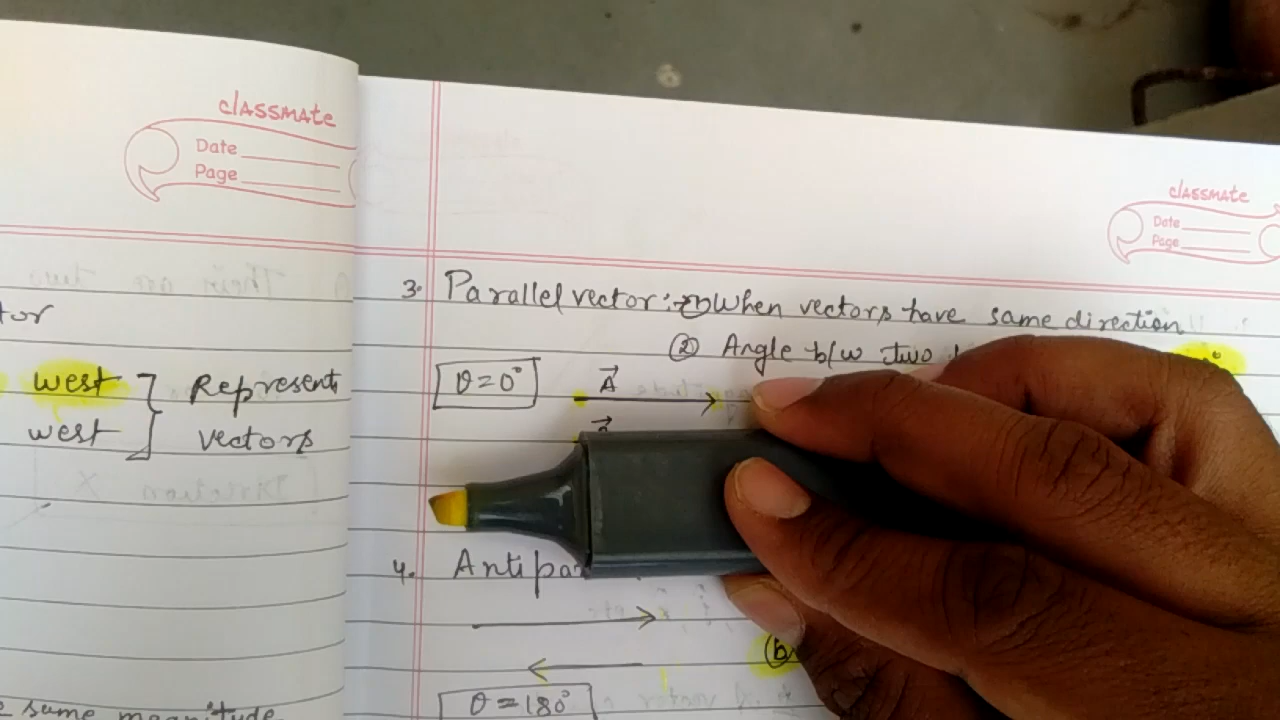 classmate
Date
Page
tor
west ] Represent
west ] vectors
e same magnitude
classmate
Date
Page
3. Parallel vector :→ ① When vectors have same direction
② Angle b/w two
θ = 0°
A
4.
b
θ = 180°